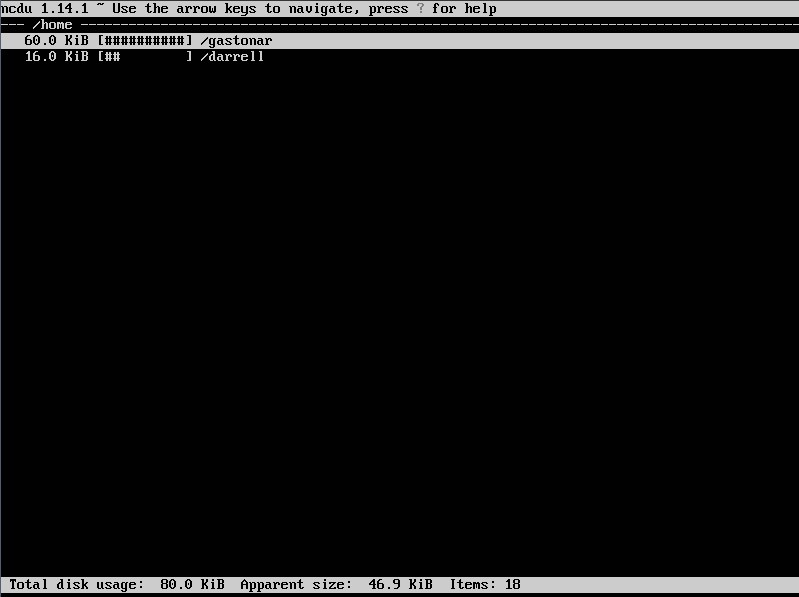 ncdu 1.14.1 ~ Use the arrow keys to navigate, press ? for help
--- /home ----------------------------------------------------------------------------------------
60.0 KiB [##########] /gastonar
16.0 KiB [##        ] /darrell
Total disk usage:  80.0 KiB  Apparent size:  46.9 KiB  Items: 18